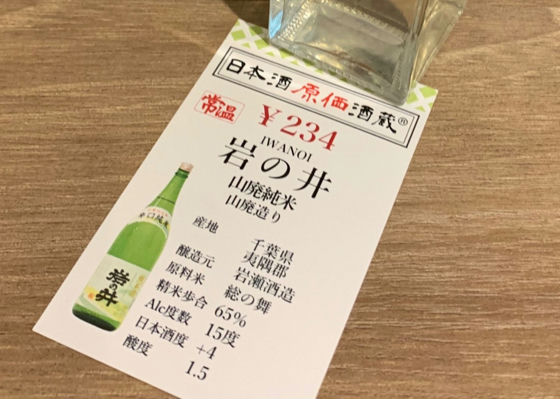 日本酒原価酒蔵®
常温
¥234
IWANOI
岩の井
山廃純米
山廃造り
産地 千葉県
夷隅郡
醸造元 岩瀬酒造
原料米 総の舞
精米歩合 65%
Alc度数 15度
日本酒度 +4
酸度 1.5
岩の井